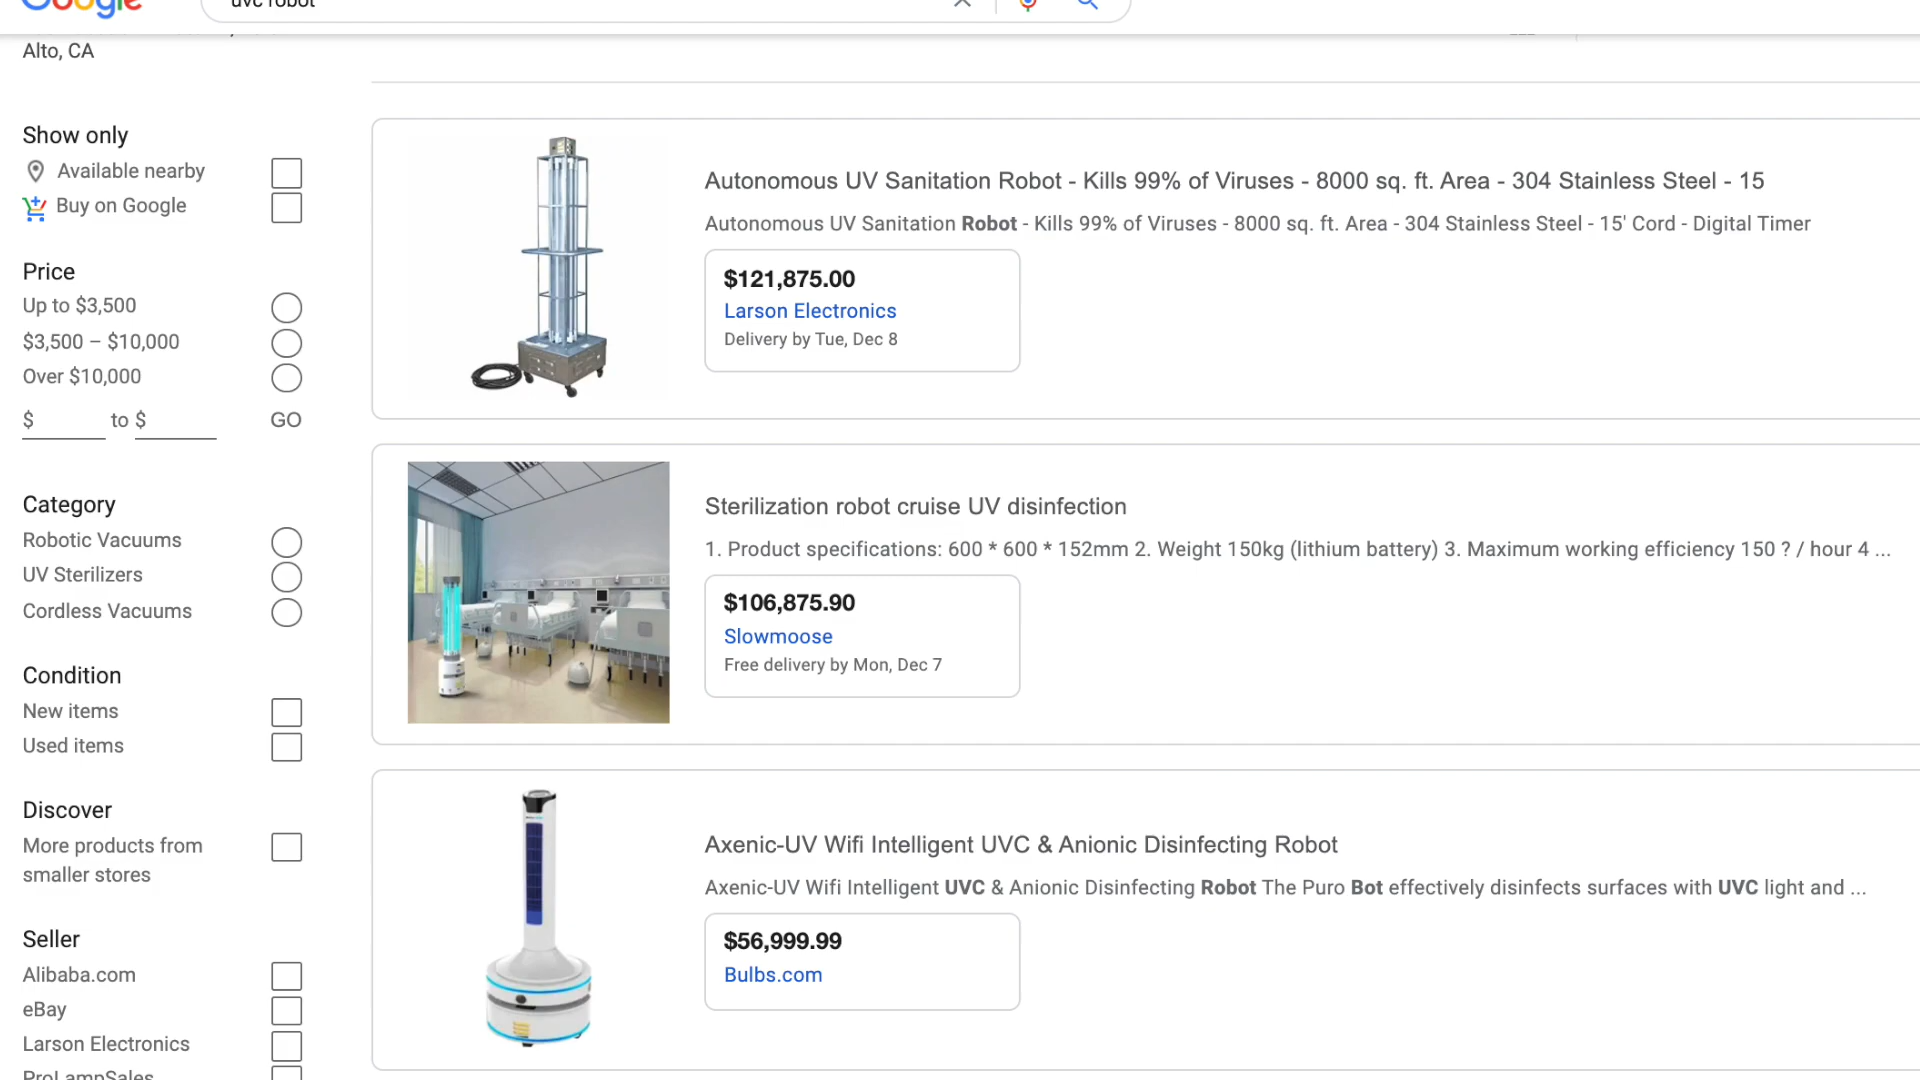 Google
uvc robot
Alto, CA
Show only
Available nearby
Buy on Google
Price
Up to $3,500
$3,500 – $10,000
Over $10,000
$ to $ GO
Category
Robotic Vacuums
UV Sterilizers
Cordless Vacuums
Condition
New items
Used items
Discover
More products from
smaller stores
Seller
Alibaba.com
eBay
Larson Electronics
ProLampSales
Autonomous UV Sanitation Robot - Kills 99% of Viruses - 8000 sq. ft. Area - 304 Stainless Steel - 15
Autonomous UV Sanitation Robot - Kills 99% of Viruses - 8000 sq. ft. Area - 304 Stainless Steel - 15' Cord - Digital Timer
$121,875.00
Larson Electronics
Delivery by Tue, Dec 8
Sterilization robot cruise UV disinfection
1. Product specifications: 600 * 600 * 152mm 2. Weight 150kg (lithium battery) 3. Maximum working efficiency 150 ? / hour 4 ...
$106,875.90
Slowmoose
Free delivery by Mon, Dec 7
Axenic-UV Wifi Intelligent UVC & Anionic Disinfecting Robot
Axenic-UV Wifi Intelligent UVC & Anionic Disinfecting Robot The Puro Bot effectively disinfects surfaces with UVC light and ...
$56,999.99
Bulbs.com